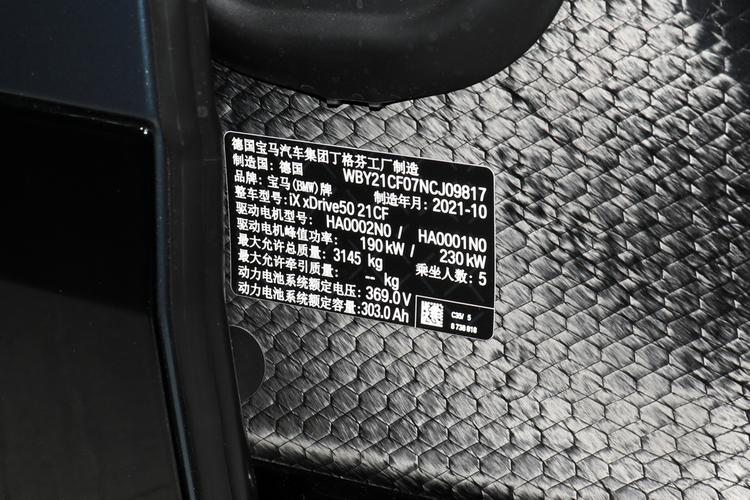 德国宝马汽车集团丁格芬工厂制造
制造国：德国 WBY21CF07NCJ09817
品牌：宝马(BMW)牌 制造年月：2021-10
整车型号：iX xDrive50 21CF
驱动电机型号： HA0002N0 / HA0001N0
驱动电机峰值功率： 190 kW / 230 kW
最大允许总质量：3145 kg 乘坐人数：5
最大允许牵引质量： -- kg
动力电池系统额定电压：369.0 V
动力电池系统额定容量：303.0 Ah
C35/ 5
8 738 818